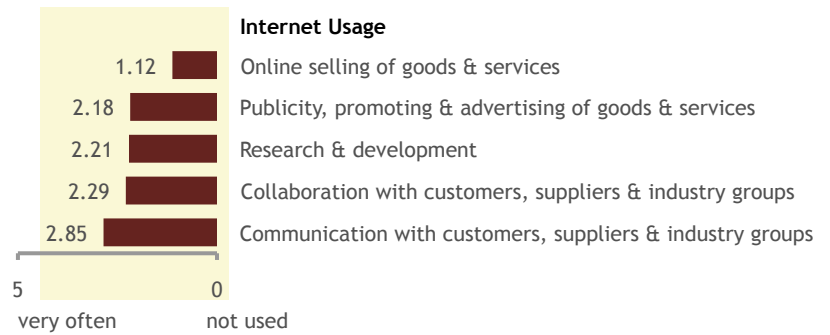 Internet Usage
1.12 Online selling of goods & services
2.18 Publicity, promoting & advertising of goods & services
2.21 Research & development
2.29 Collaboration with customers, suppliers & industry groups
2.85 Communication with customers, suppliers & industry groups
5 0
very often not used